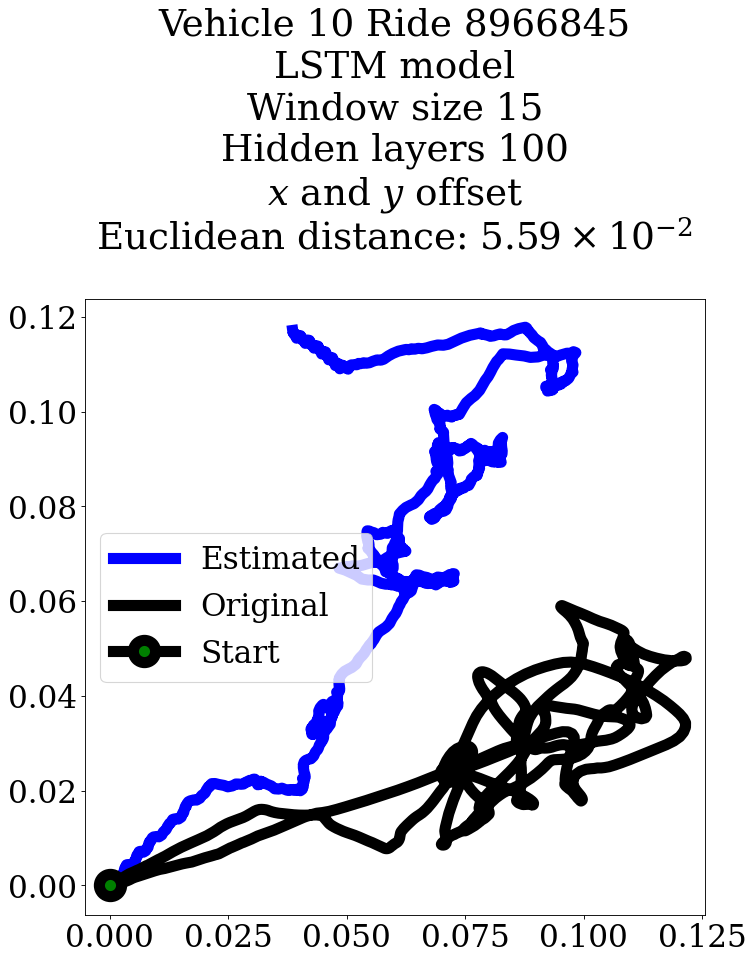 Vehicle 10 Ride 8966845
LSTM model
Window size 15
Hidden layers 100
x and y offset
Euclidean distance: 5.59 × 10⁻²
0.12
0.10
0.08
0.06
0.04
0.02
0.00
Estimated
Original
Start
0.000 0.025 0.050 0.075 0.100 0.125